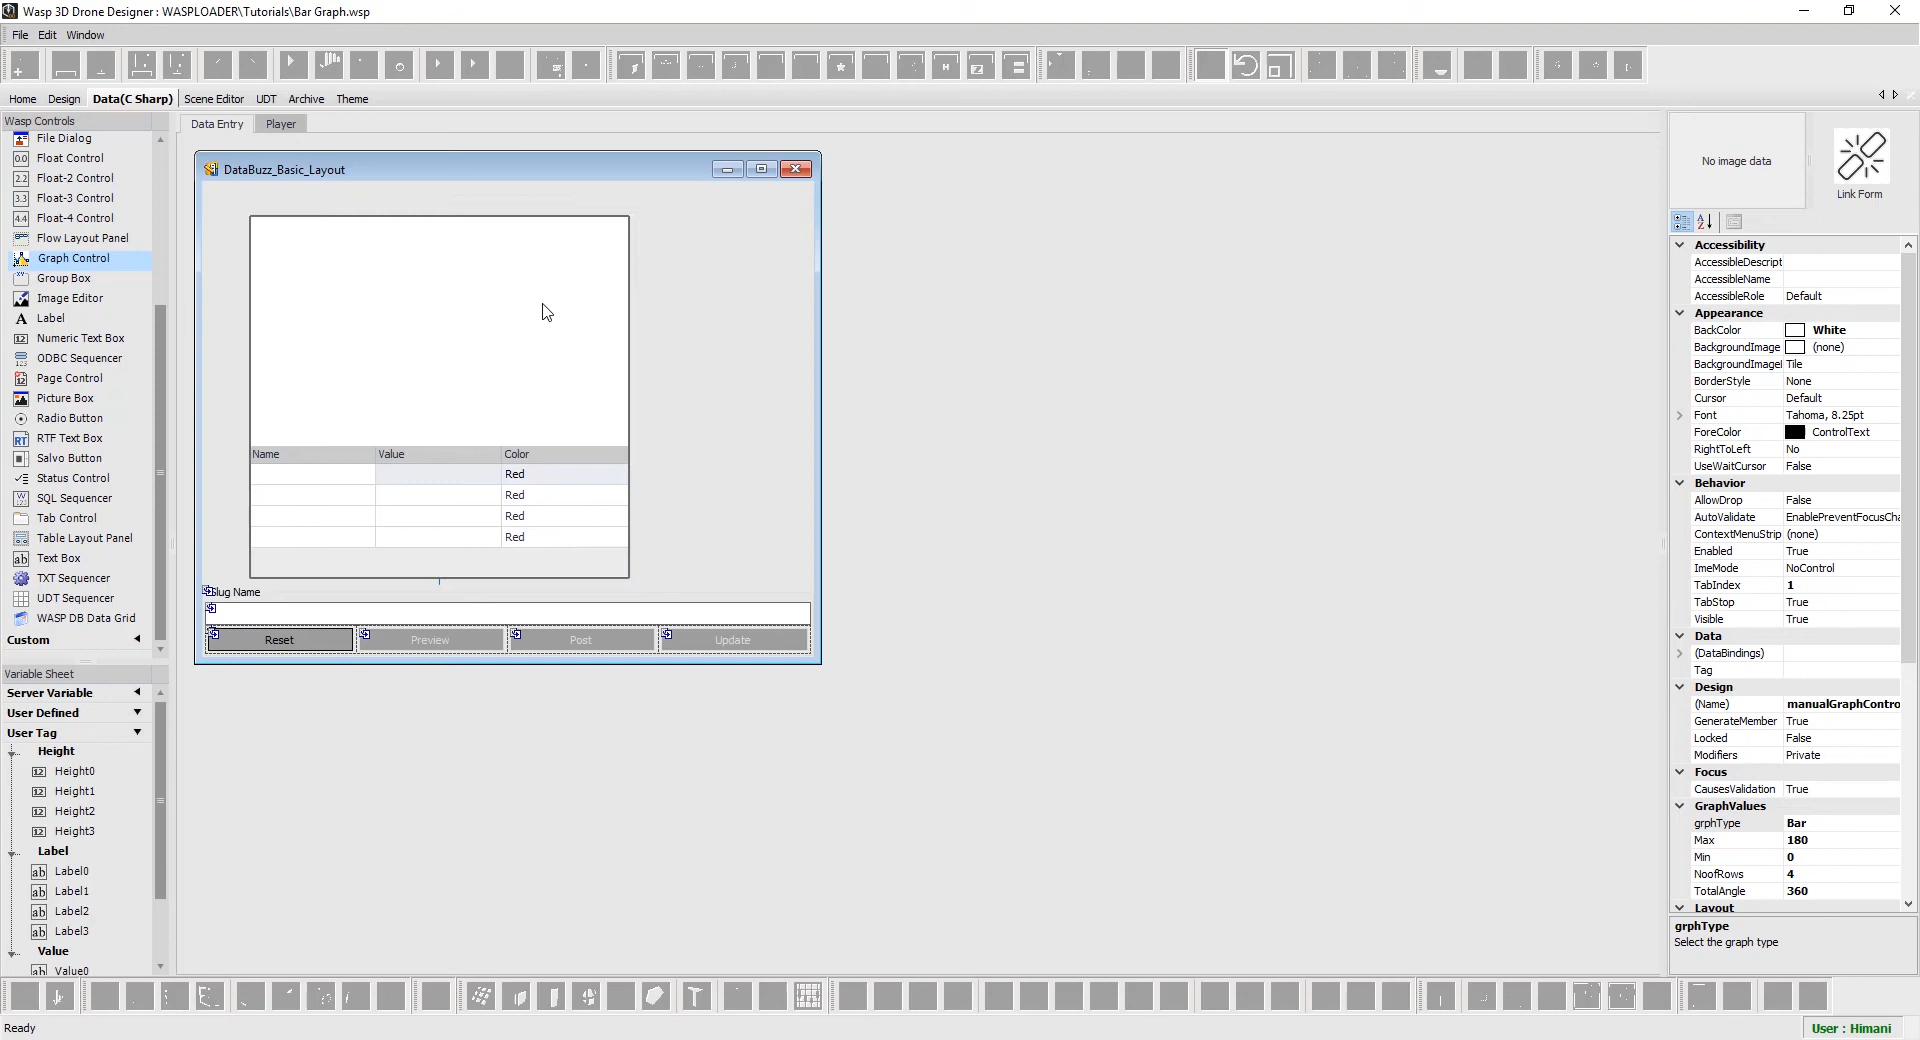 Wasp 3D Drone Designer : WASPLOADER\Tutorials\Bar Graph.wsp
File Edit Window
Home Design Data(C Sharp) Scene Editor UDT Archive Theme
Wasp Controls
File Dialog
Float Control
Float-2 Control
Float-3 Control
Float-4 Control
Flow Layout Panel
Graph Control
Group Box
Image Editor
Label
Numeric Text Box
ODBC Sequencer
Page Control
Picture Box
Radio Button
RTF Text Box
Salvo Button
Status Control
SQL Sequencer
Tab Control
Table Layout Panel
Text Box
TXT Sequencer
UDT Sequencer
WASP DB Data Grid
Custom
Variable Sheet
Server Variable
User Defined
User Tag
Height
Height0
Height1
Height2
Height3
Label
Label0
Label1
Label2
Label3
Value
Value0
Data Entry Player
DataBuzz_Basic_Layout
Name Value Color
Red
Red
Red
Red
Slug Name
Reset Preview Post Update
No image data
Link Form
Accessibility
AccessibleDescript
AccessibleName
AccessibleRole Default
Appearance
BackColor White
BackgroundImage (none)
BackgroundImage Tile
BorderStyle None
Cursor Default
Font Tahoma, 8.25pt
ForeColor ControlText
RightToLeft No
UseWaitCursor False
Behavior
AllowDrop False
AutoValidate EnablePreventFocusCha
ContextMenuStrip (none)
Enabled True
ImeMode NoControl
TabIndex 1
TabStop True
Visible True
Data
(DataBindings)
Tag
Design
(Name) manualGraphContro
GenerateMember True
Locked False
Modifiers Private
Focus
CausesValidation True
GraphValues
grphType Bar
Max 180
Min 0
NoofRows 4
TotalAngle 360
Layout
grphType
Select the graph type
Ready
User : Himani